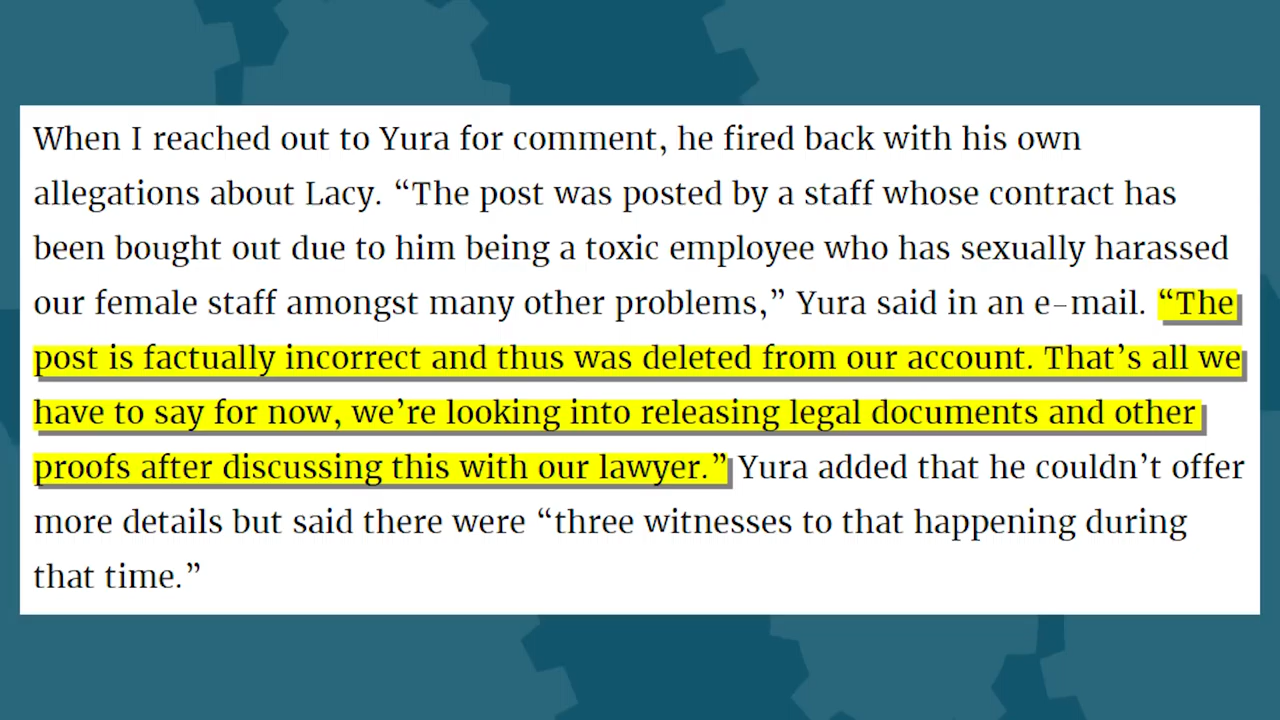 When I reached out to Yura for comment, he fired back with his own
allegations about Lacy. “The post was posted by a staff whose contract has
been bought out due to him being a toxic employee who has sexually harassed
our female staff amongst many other problems,” Yura said in an e-mail. “The
post is factually incorrect and thus was deleted from our account. That’s all we
have to say for now, we’re looking into releasing legal documents and other
proofs after discussing this with our lawyer.” Yura added that he couldn’t offer
more details but said there were “three witnesses to that happening during
that time.”